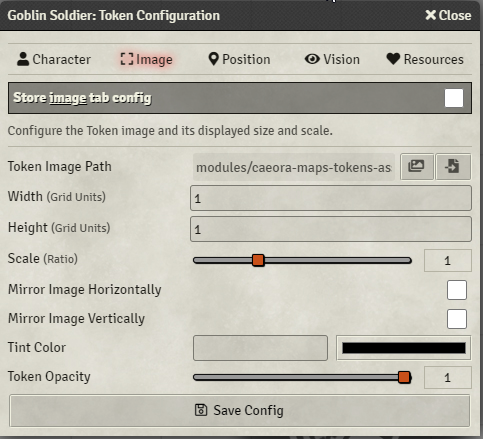 Goblin Soldier: Token Configuration Close
Character Image Position Vision Resources
Store image tab config
Configure the Token image and its displayed size and scale.
Token Image Path modules/caeora-maps-tokens-as
Width (Grid Units) 1
Height (Grid Units) 1
Scale (Ratio) 1
Mirror Image Horizontally
Mirror Image Vertically
Tint Color
Token Opacity 1
Save Config